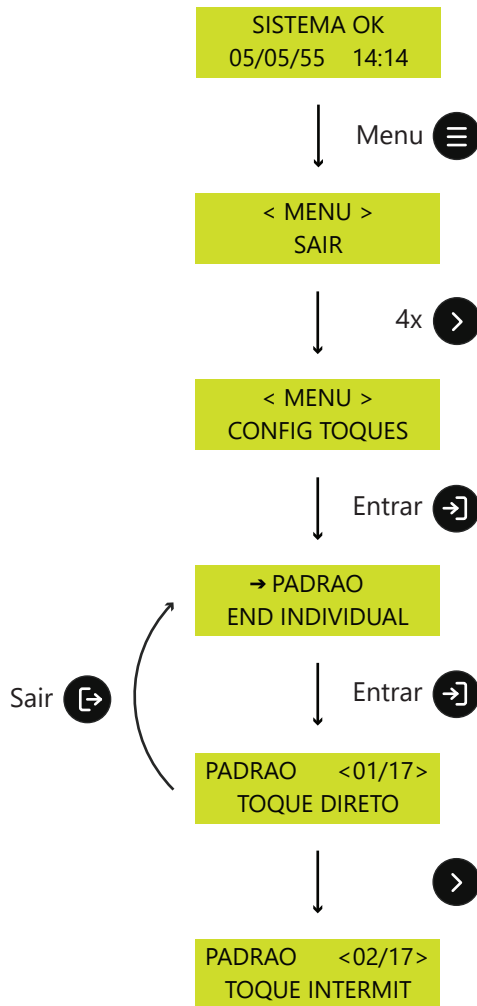 SISTEMA OK
05/05/55 14:14
Menu
< MENU >
SAIR
4x
< MENU >
CONFIG TOQUES
Entrar
➔ PADRAO
END INDIVIDUAL
Sair
Entrar
PADRAO <01/17>
TOQUE DIRETO
PADRAO <02/17>
TOQUE INTERMIT